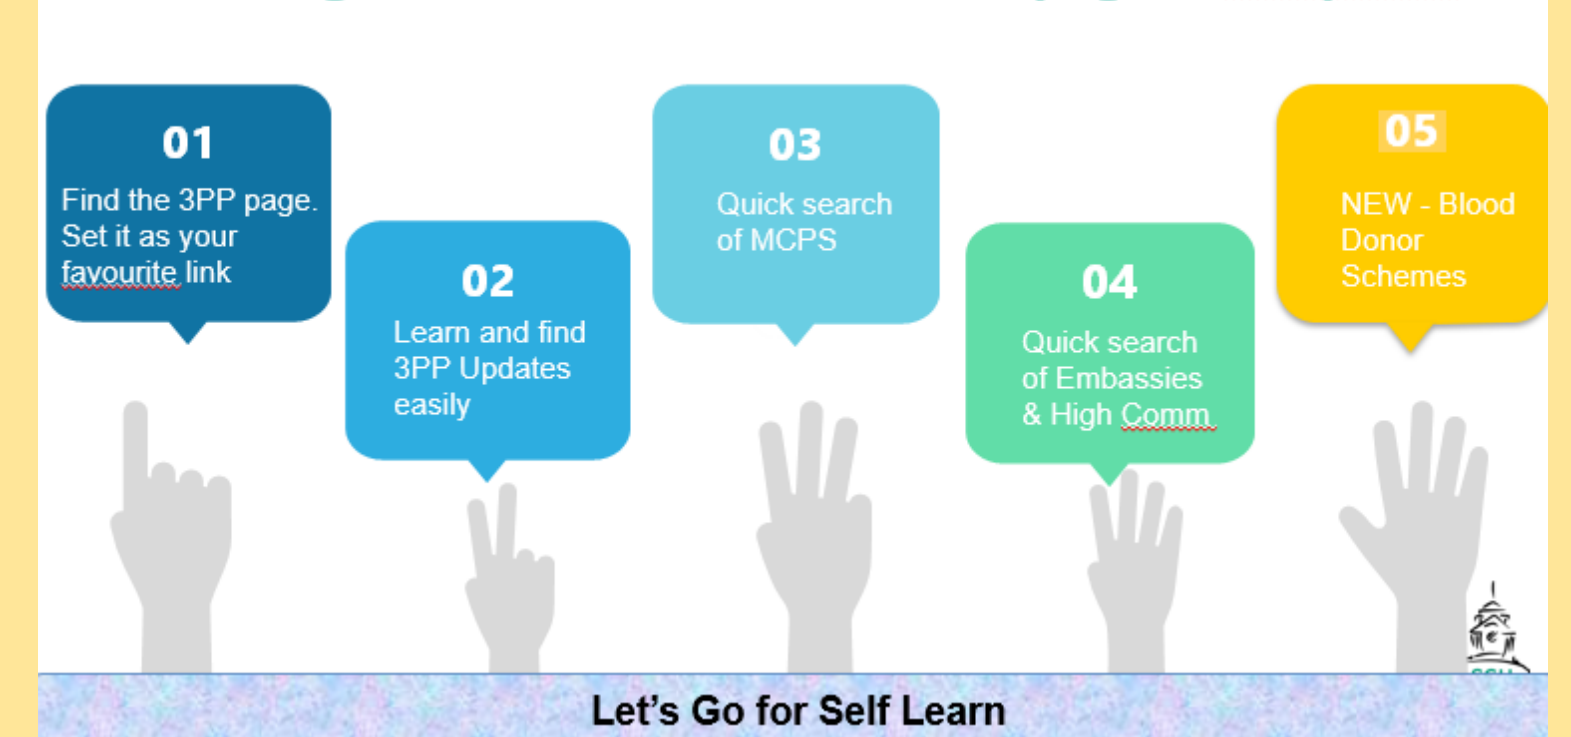 01
Find the 3PP page.
Set it as your
favourite link
02
Learn and find
3PP Updates
easily
03
Quick search
of MCPS
04
Quick search
of Embassies
& High Comm
05
NEW - Blood
Donor
Schemes
Let's Go for Self Learn